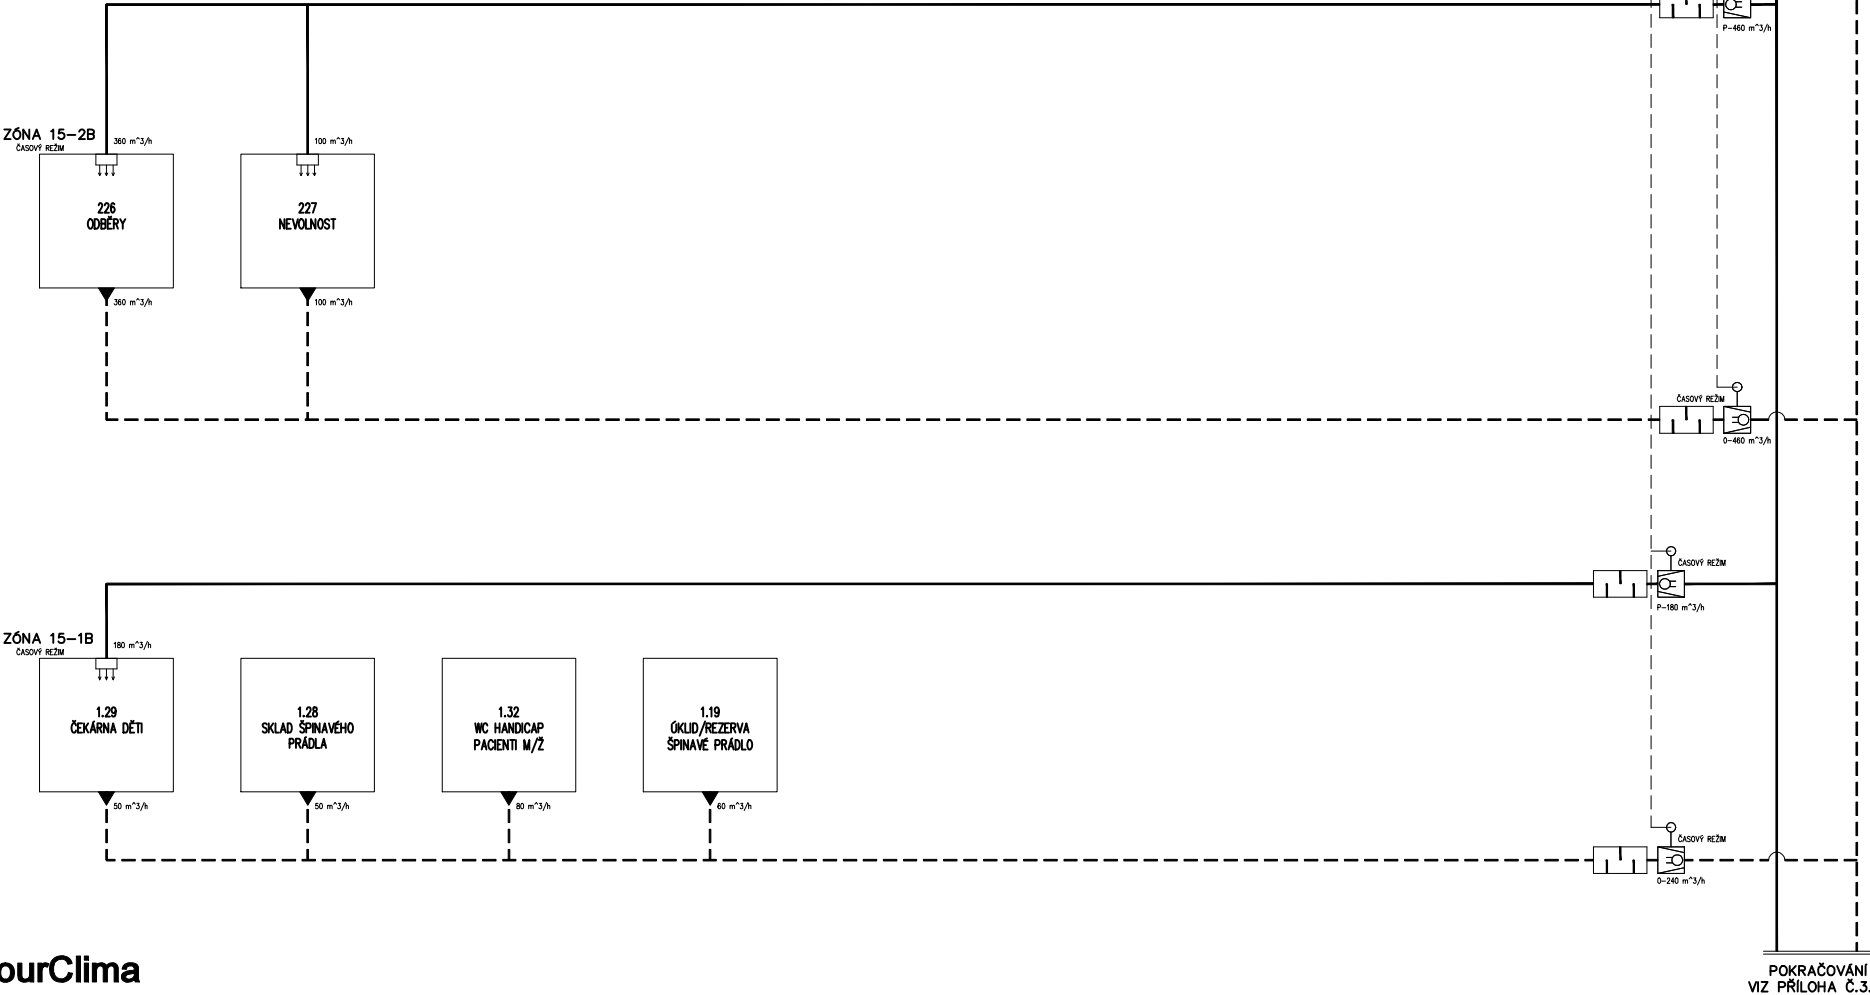 P-460 m^3/h
ZÓNA 15-2B
ČASOVÝ REŽIM
360 m^3/h
100 m^3/h
226
ODBĚRY
227
NEVOLNOST
360 m^3/h
100 m^3/h
ČASOVÝ REŽIM
O-460 m^3/h
ČASOVÝ REŽIM
P-180 m^3/h
ZÓNA 15-1B
ČASOVÝ REŽIM
180 m^3/h
1.29
ČEKÁRNA DĚTI
1.28
SKLAD ŠPINAVÉHO
PRÁDLA
1.32
WC HANDICAP
PACIENTI M/Ž
1.19
ÚKLID/REZERVA
ŠPINAVÉ PRÁDLO
50 m^3/h
50 m^3/h
80 m^3/h
60 m^3/h
ČASOVÝ REŽIM
O-240 m^3/h
ourClima
POKRAČOVÁNÍ
VIZ PŘÍLOHA Č.3.